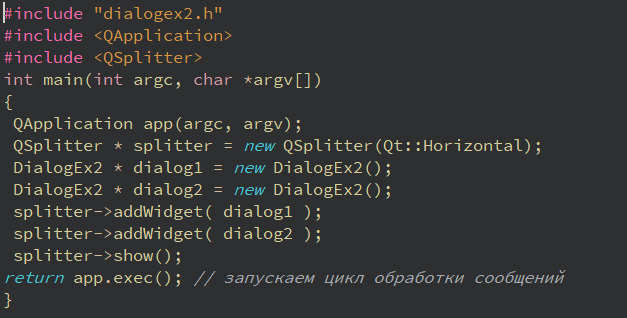 #include "dialogex2.h"
#include <QApplication>
#include <QSplitter>
int main(int argc, char *argv[])
{
 QApplication app(argc, argv);
 QSplitter * splitter = new QSplitter(Qt::Horizontal);
 DialogEx2 * dialog1 = new DialogEx2();
 DialogEx2 * dialog2 = new DialogEx2();
 splitter->addWidget( dialog1 );
 splitter->addWidget( dialog2 );
 splitter->show();
return app.exec(); // запускаем цикл обработки сообщений
}